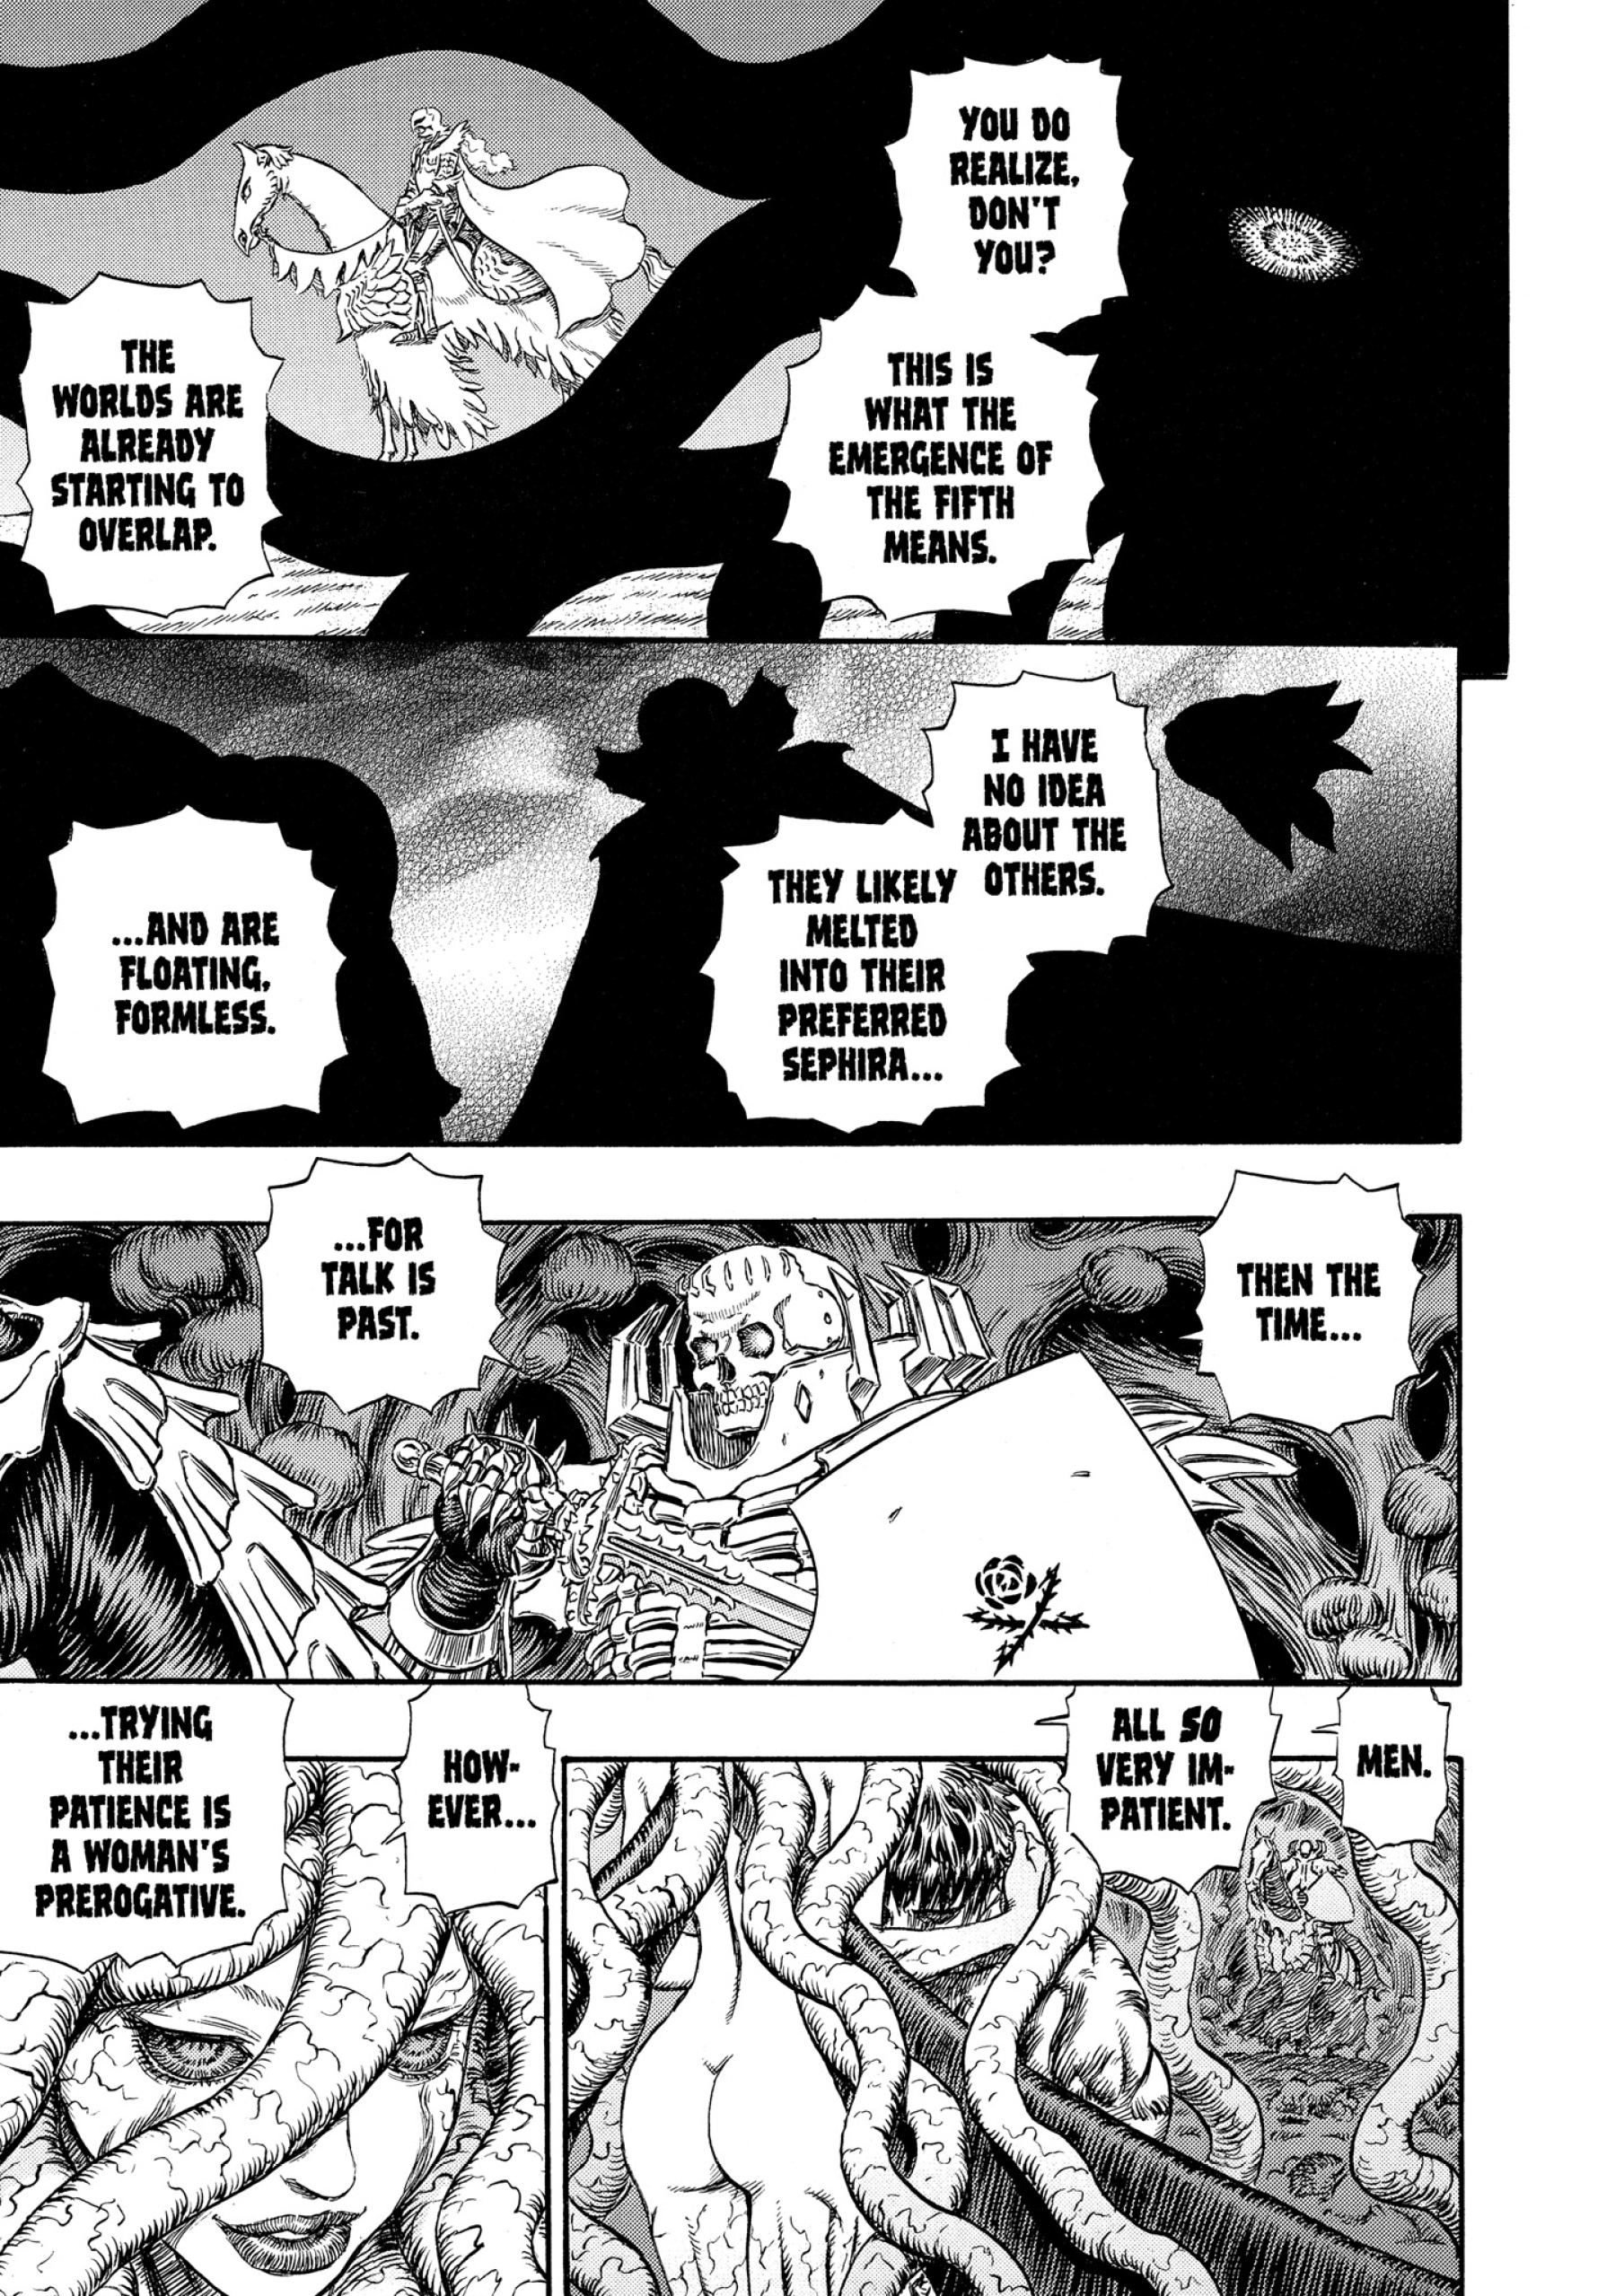 YOU DO
REALIZE,
DON'T
YOU?
THIS IS
WHAT THE
EMERGENCE OF
THE FIFTH
MEANS.
THE
WORLDS ARE
ALREADY
STARTING TO
OVERLAP.
I HAVE
NO IDEA
ABOUT THE
OTHERS.
THEY LIKELY
MELTED
INTO THEIR
PREFERRED
SEPHIRA...
...AND ARE
FLOATING,
FORMLESS.
THEN THE
TIME...
...FOR
TALK IS
PAST.
MEN.
ALL SO
VERY IM-
PATIENT.
HOW-
EVER...
...TRYING
THEIR
PATIENCE IS
A WOMAN'S
PREROGATIVE.